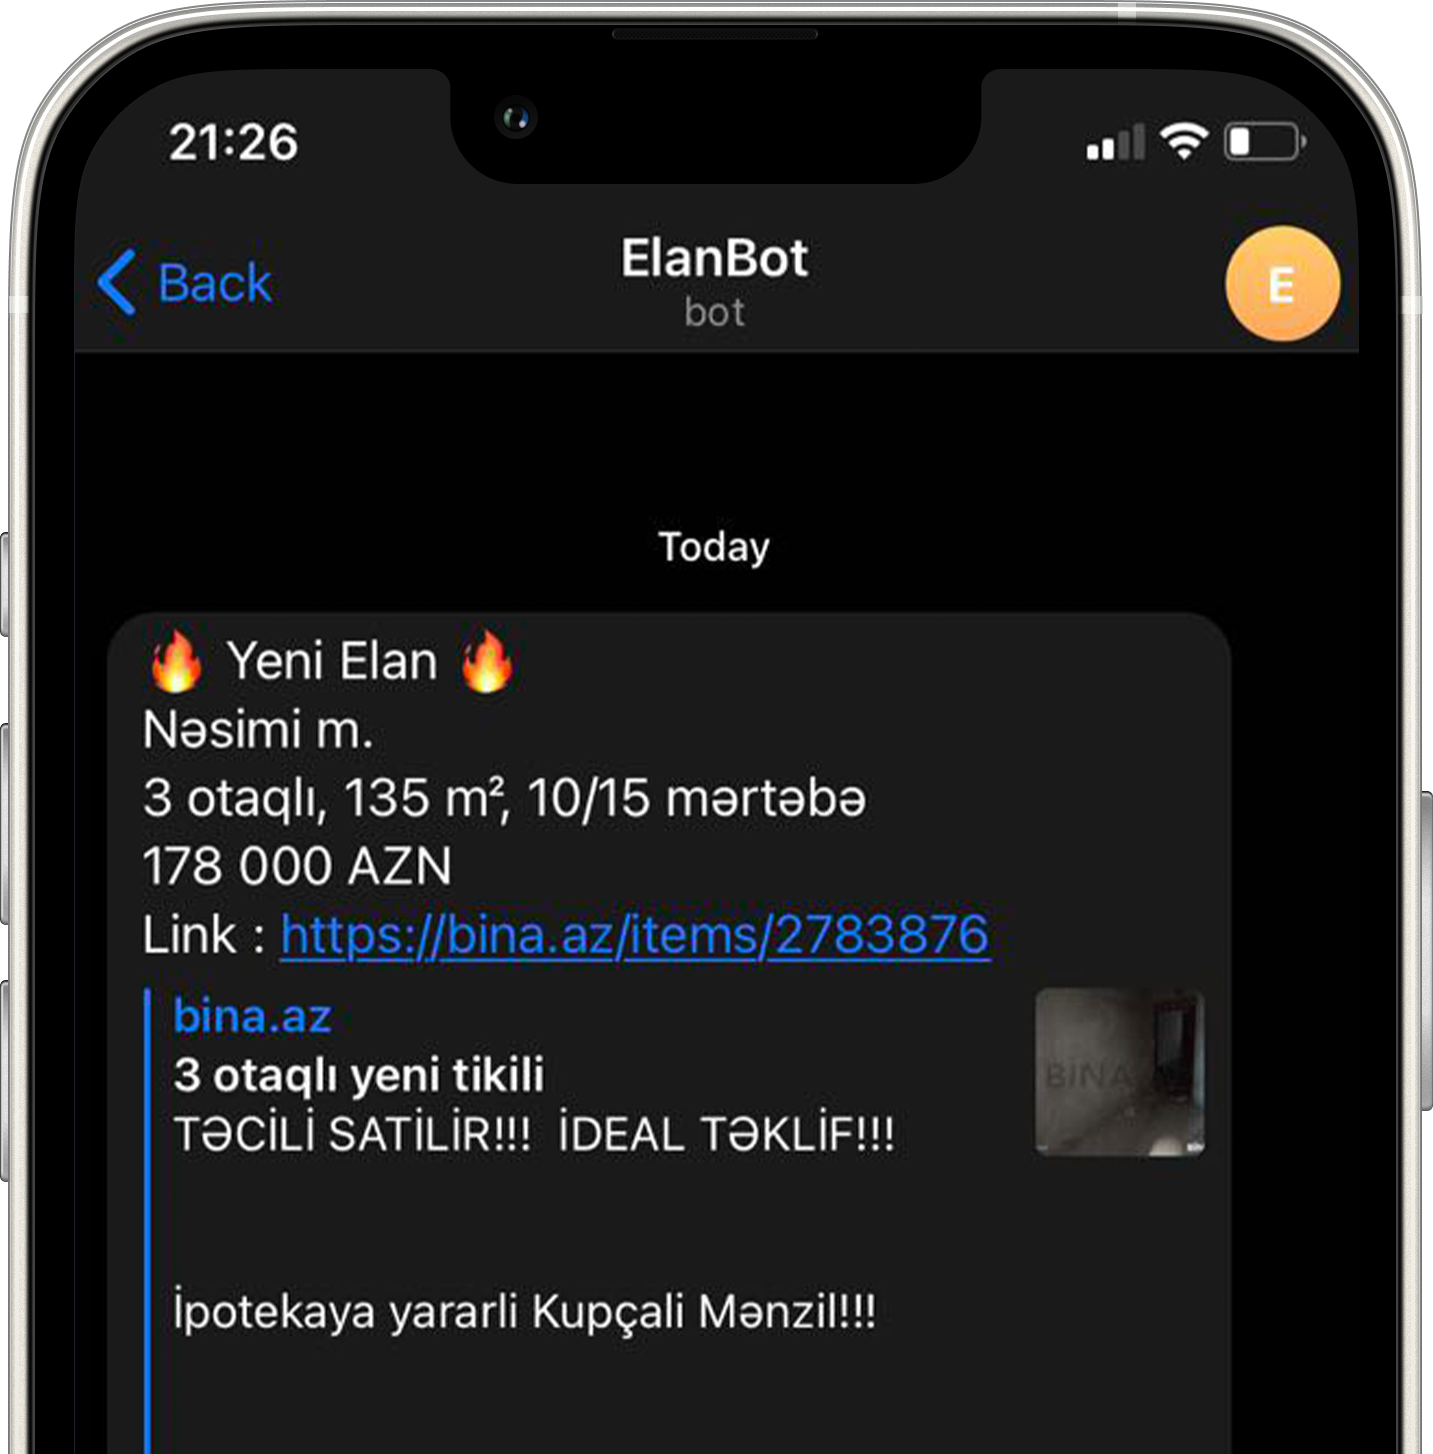 21:26
Back
ElanBot
bot
E
Today
🔥 Yeni Elan 🔥
Nəsimi m.
3 otaqlı, 135 m², 10/15 mərtəbə
178 000 AZN
Link : https://bina.az/items/2783876
bina.az
3 otaqlı yeni tikili
TƏCİLİ SATİLİR!!!  İDEAL TƏKLİF!!!
BİNA
İpotekaya yararli Kupçali Mənzil!!!